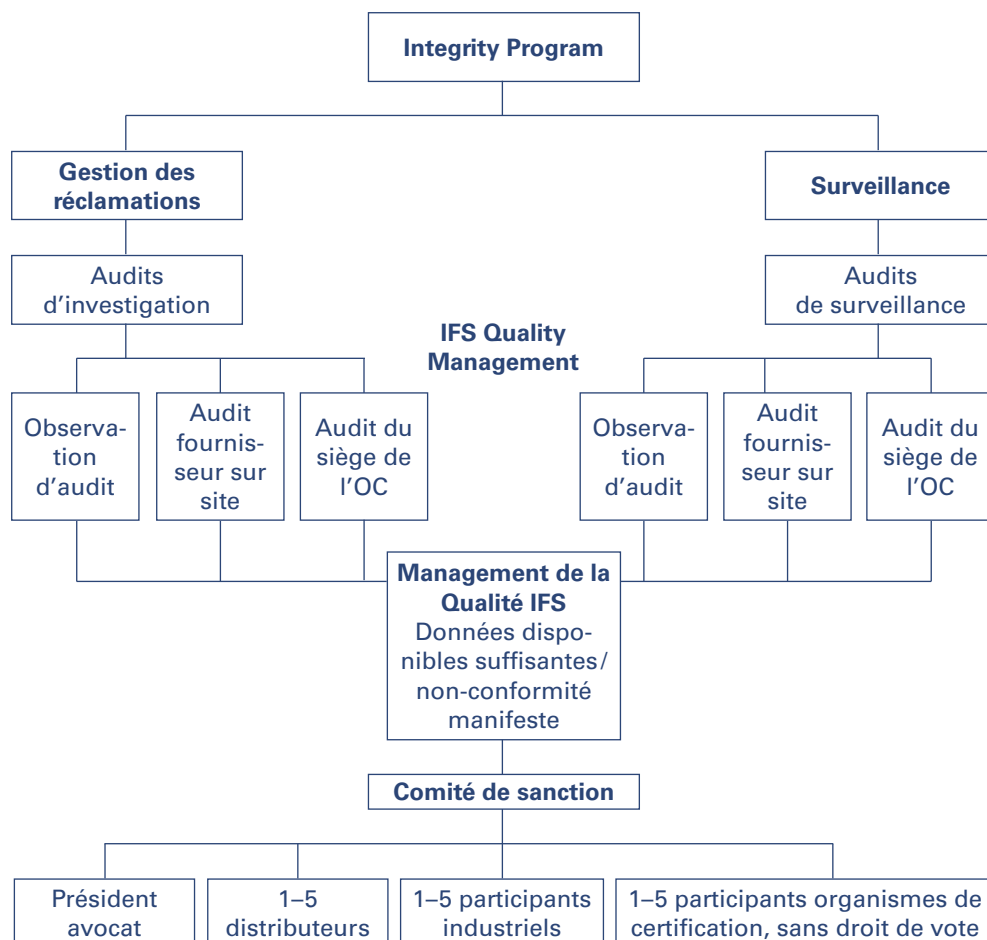 Integrity Program
Gestion des
réclamations
Surveillance
Audits
d’investigation
Audits
de surveillance
IFS Quality
Management
Observa-
tion
d’audit
Audit
fournis-
seur sur
site
Audit du
siège de
l’OC
Observa-
tion
d’audit
Audit
fournis-
seur sur
site
Audit du
siège de
l’OC
Management de la
Qualité IFS
Données dispo-
nibles suffisantes/
non-conformité
manifeste
Comité de sanction
Président
avocat
1–5
distributeurs
1–5 participants
industriels
1–5 participants organismes de
certification, sans droit de vote